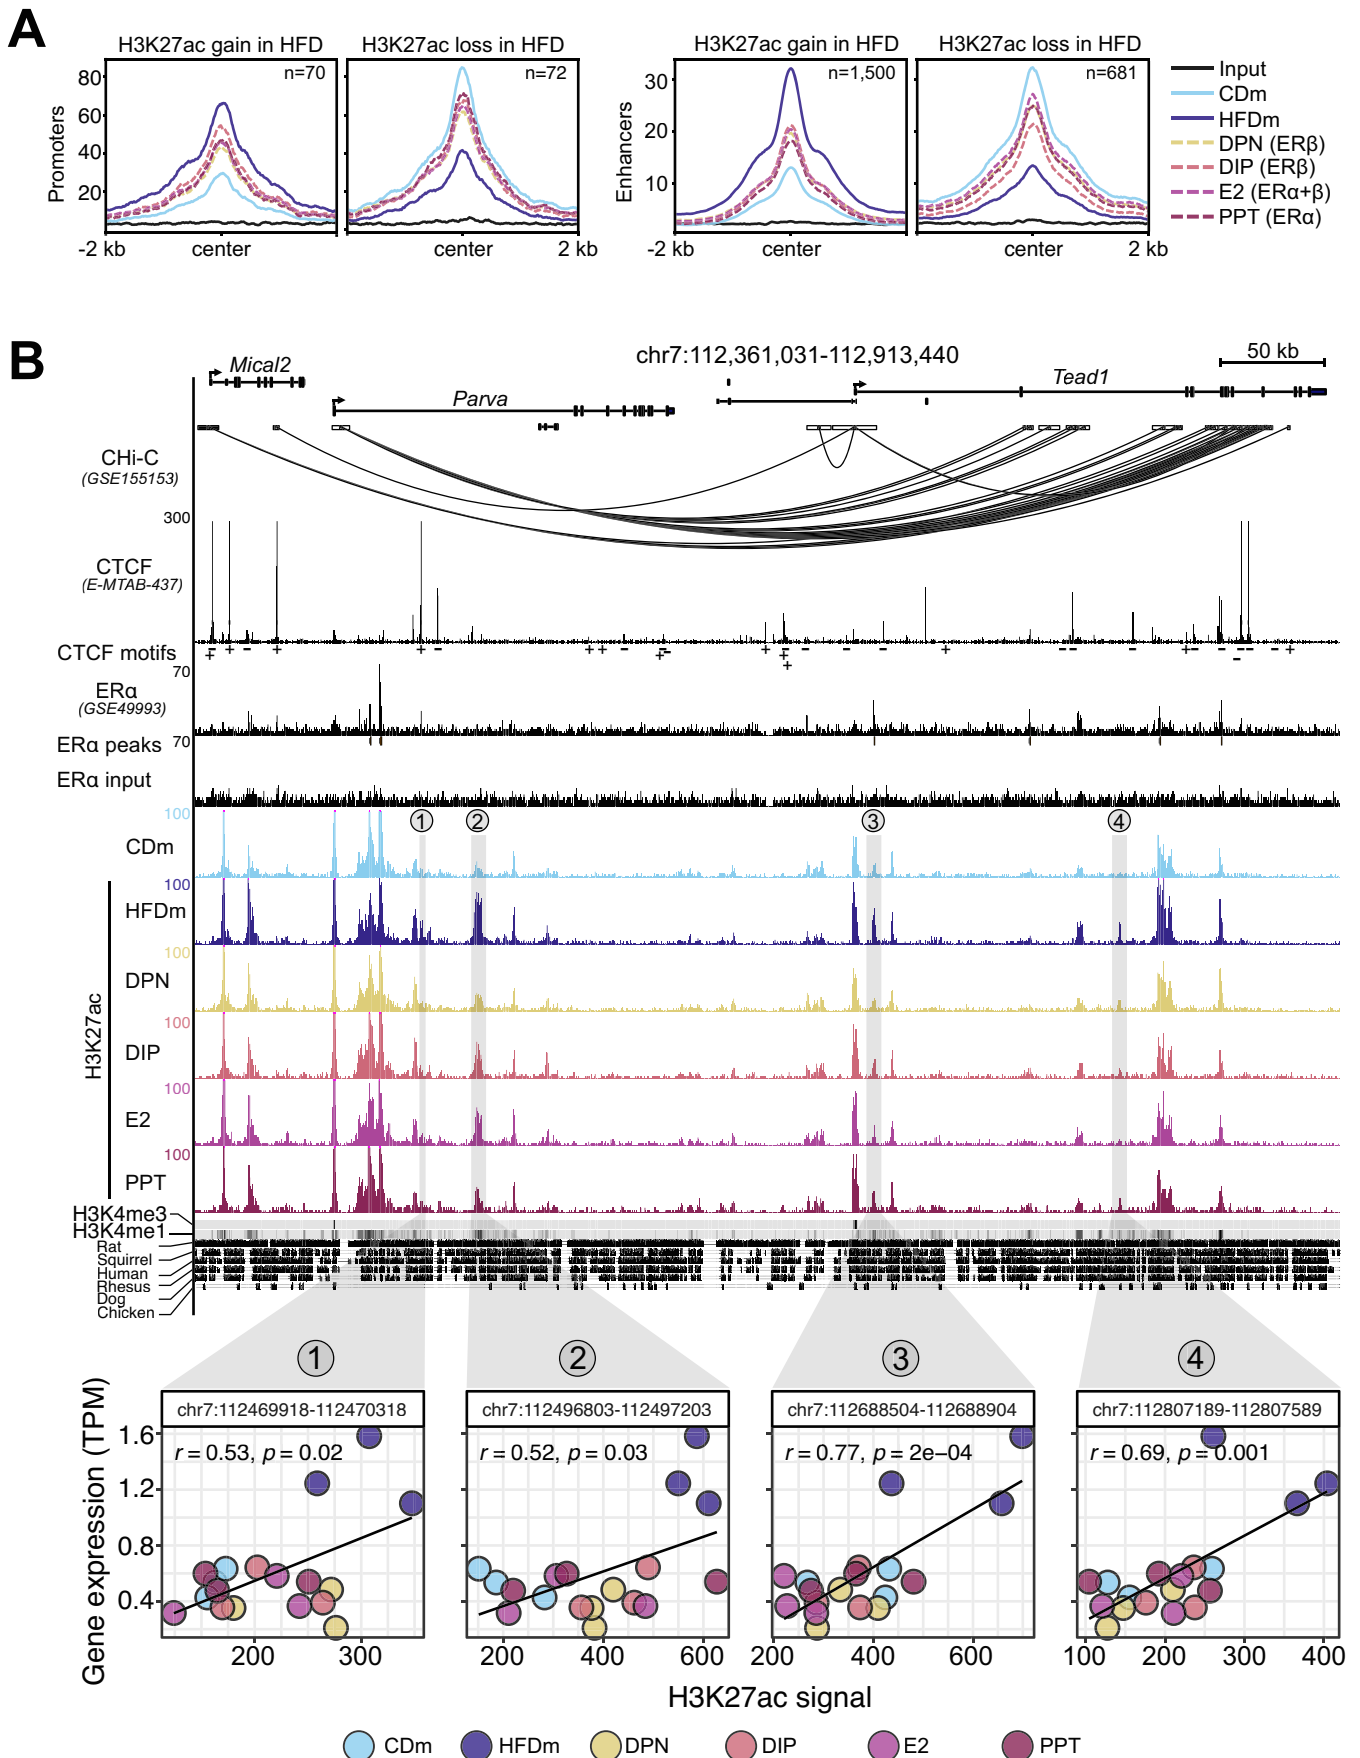 A
H3K27ac gain in HFD
H3K27ac loss in HFD
H3K27ac gain in HFD
H3K27ac loss in HFD
n=70
n=72
n=1,500
n=681
Promoters
80
60
40
20
Enhancers
30
20
10
-2 kb
center
center
2 kb
-2 kb
center
center
2 kb
Input
CDm
HFDm
DPN (ERβ)
DIP (ERβ)
E2 (ERα+β)
PPT (ERα)
B
chr7:112,361,031-112,913,440
50 kb
Mical2
Parva
Tead1
CHi-C
(GSE155153)
300
CTCF
(E-MTAB-437)
CTCF motifs
70
ERα
(GSE49993)
ERα peaks
70
ERα input
1
2
3
4
H3K27ac
100
CDm
100
HFDm
100
DPN
100
DIP
100
E2
100
PPT
H3K4me3
H3K4me1
Rat
Squirrel
Human
Rhesus
Dog
Chicken
1
2
3
4
chr7:112469918-112470318
chr7:112496803-112497203
chr7:112688504-112688904
chr7:112807189-112807589
r = 0.53, p = 0.02
r = 0.52, p = 0.03
r = 0.77, p = 2e−04
r = 0.69, p = 0.001
Gene expression (TPM)
1.6
1.2
0.8
0.4
200 300
200 400 600
200 400 600
100 200 300 400
H3K27ac signal
CDm
HFDm
DPN
DIP
E2
PPT